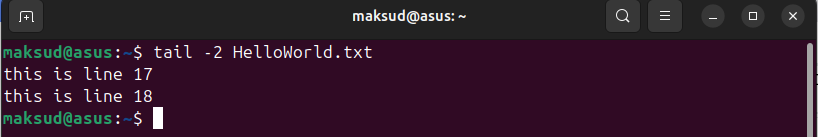 maksud@asus: ~
maksud@asus:~$ tail -2 HelloWorld.txt
this is line 17
this is line 18
maksud@asus:~$